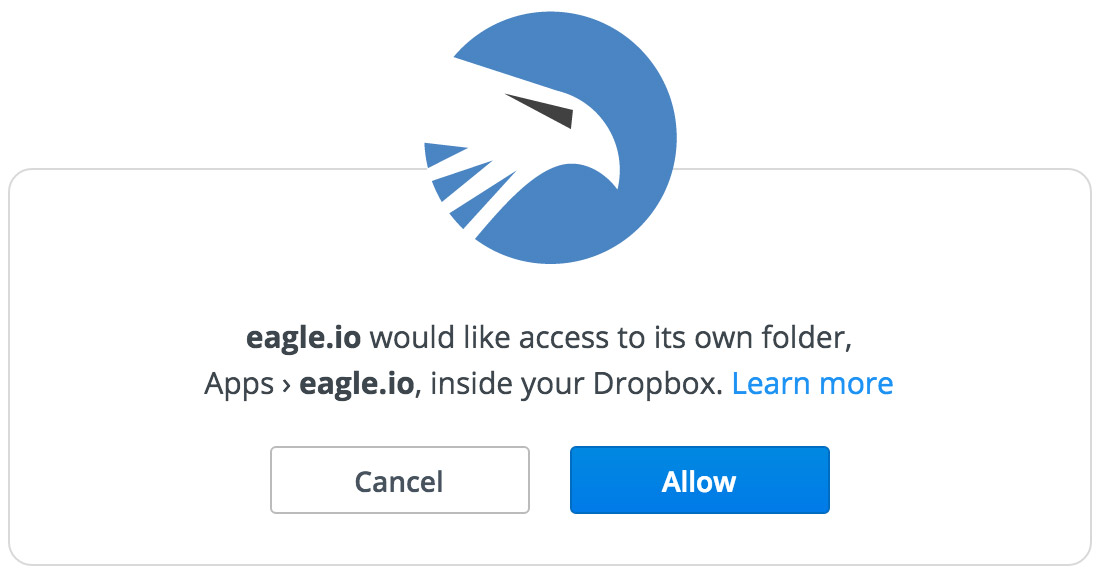 eagle.io would like access to its own folder,
Apps › eagle.io, inside your Dropbox. Learn more
Cancel
Allow